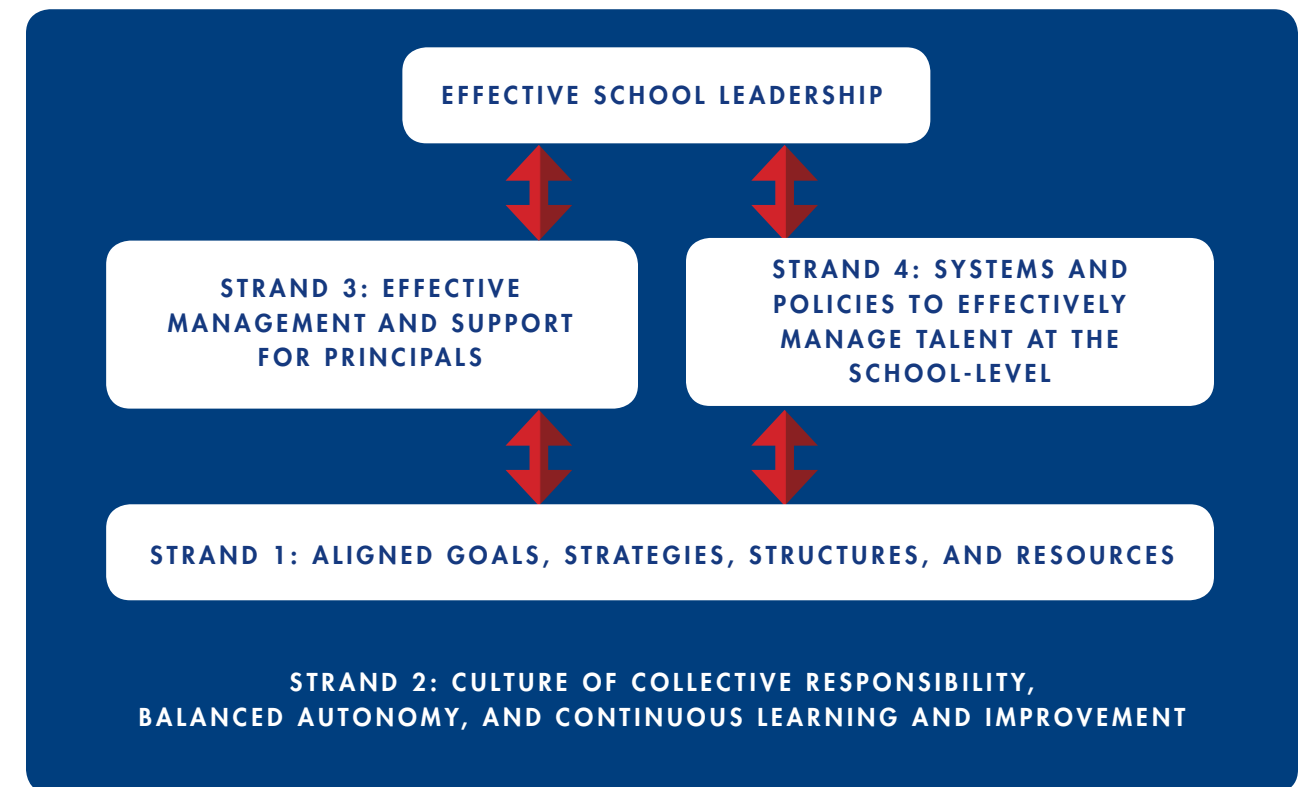 EFFECTIVE SCHOOL LEADERSHIP
STRAND 3: EFFECTIVE
MANAGEMENT AND SUPPORT
FOR PRINCIPALS
STRAND 4: SYSTEMS AND
POLICIES TO EFFECTIVELY
MANAGE TALENT AT THE
SCHOOL-LEVEL
STRAND 1: ALIGNED GOALS, STRATEGIES, STRUCTURES, AND RESOURCES
STRAND 2: CULTURE OF COLLECTIVE RESPONSIBILITY,
BALANCED AUTONOMY, AND CONTINUOUS LEARNING AND IMPROVEMENT